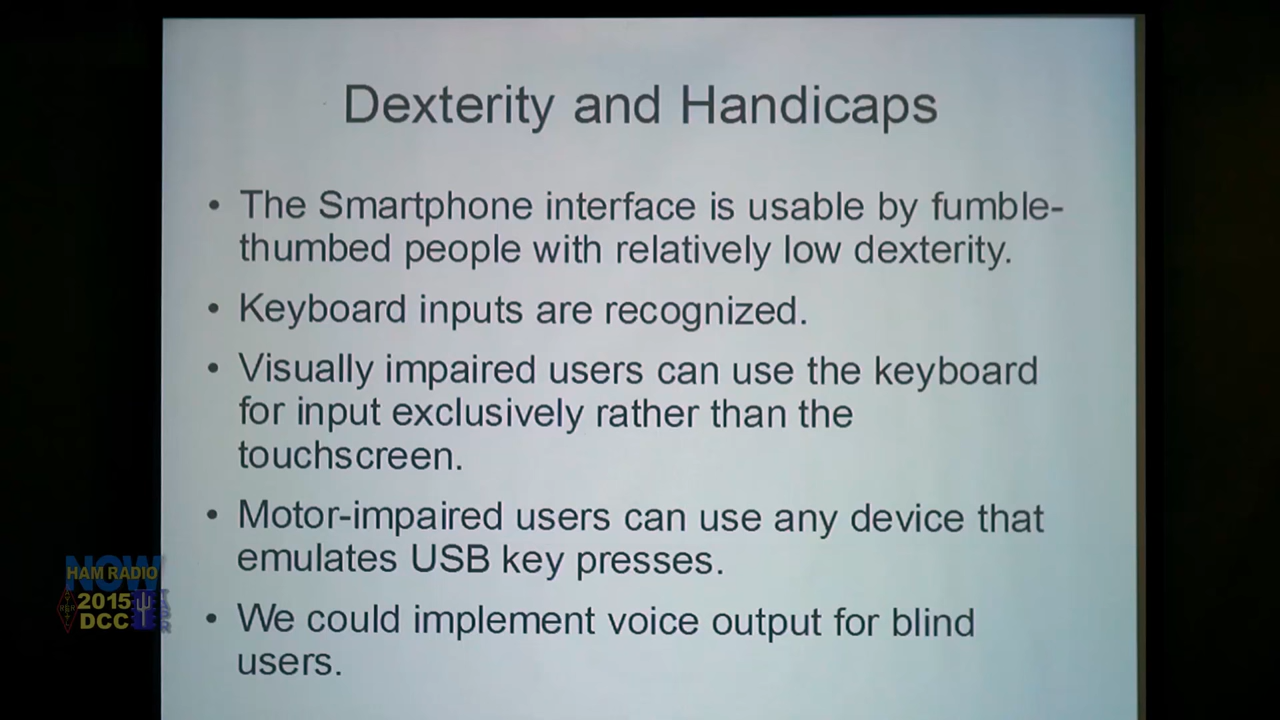 Dexterity and Handicaps
• The Smartphone interface is usable by fumble-
thumbed people with relatively low dexterity.
• Keyboard inputs are recognized.
• Visually impaired users can use the keyboard
for input exclusively rather than the
touchscreen.
• Motor-impaired users can use any device that
emulates USB key presses.
• We could implement voice output for blind
users.
NOW
HAM RADIO
2015
DCC